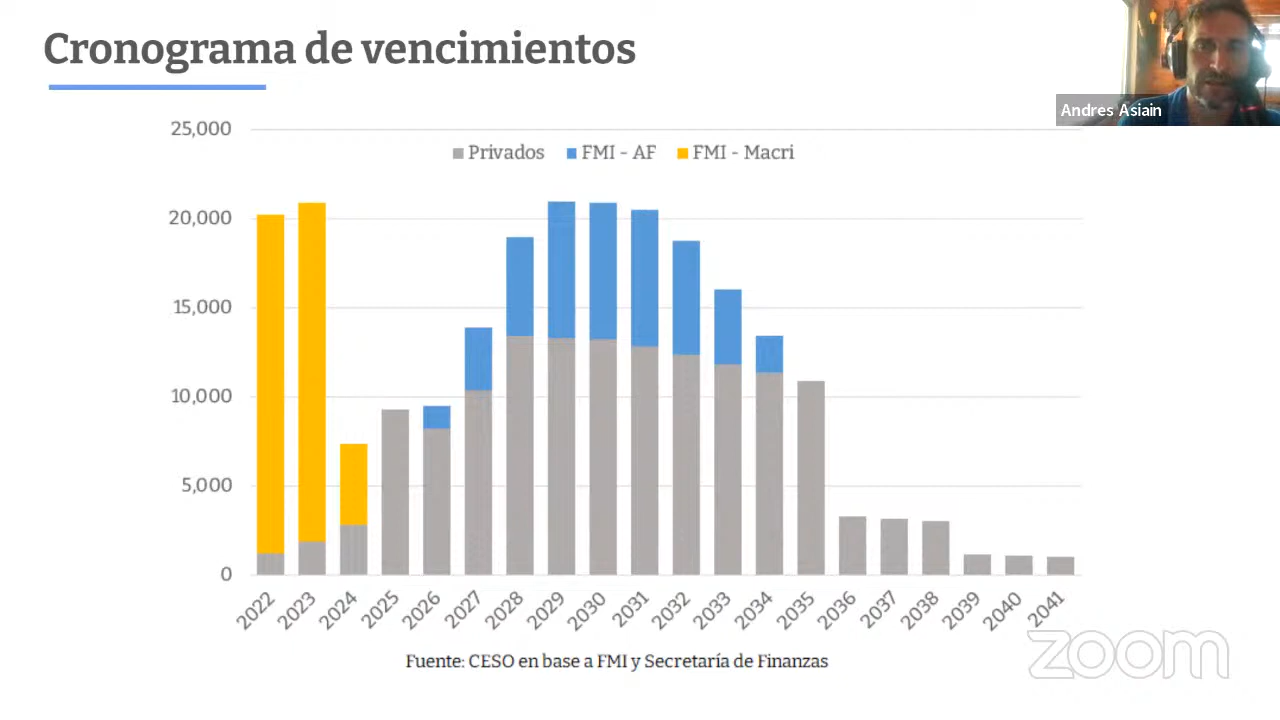 Cronograma de vencimientos
Andres Asiain
25,000
Privados FMI - AF FMI - Macri
20,000
15,000
10,000
5,000
0
2022 2023 2024 2025 2026 2027 2028 2029 2030 2031 2032 2033 2034 2035 2036 2037 2038 2039 2040 2041
Fuente: CESO en base a FMI y Secretaría de Finanzas
zoom